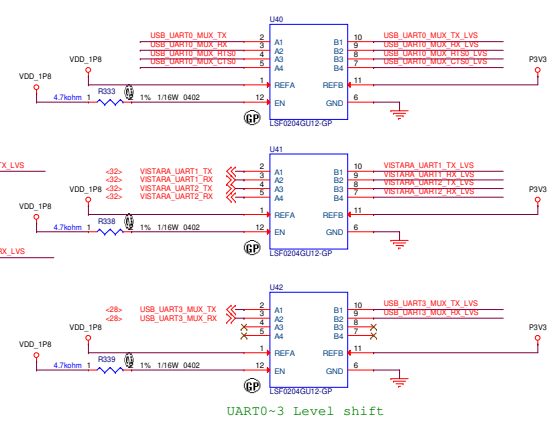 U40
USB_UART0_MUX_TX 2 A1 B1 10 USB_UART0_MUX_TX_LVS
USB_UART0_MUX_RX 3 A2 B2 9 USB_UART0_MUX_RX_LVS
USB_UART0_MUX_RTS0 4 A3 B3 8 USB_UART0_MUX_RTS0_LVS
USB_UART0_MUX_CTS0 5 A4 B4 7 USB_UART0_MUX_CTS0_LVS
VDD_1P8 P3V3
1 REFA REFB 11
VDD_1P8
4.7kohm 1 R333 2 1% 1/16W 0402 12 EN GND 6
GP LSF0204GU12-GP
U41
TX_LVS <32> VISTARA_UART1_TX 2 A1 B1 10 VISTARA_UART1_TX_LVS
<32> VISTARA_UART1_RX 3 A2 B2 9 VISTARA_UART1_RX_LVS
<32> VISTARA_UART2_TX 4 A3 B3 8 VISTARA_UART2_TX_LVS
<32> VISTARA_UART2_RX 5 A4 B4 7 VISTARA_UART2_RX_LVS
VDD_1P8 P3V3
1 REFA REFB 11
VDD_1P8
4.7kohm 1 R338 2 1% 1/16W 0402 12 EN GND 6
RX_LVS GP LSF0204GU12-GP
U42
<28> USB_UART3_MUX_TX 2 A1 B1 10 USB_UART3_MUX_TX_LVS
<28> USB_UART3_MUX_RX 3 A2 B2 9 USB_UART3_MUX_RX_LVS
4 A3 B3 8
5 A4 B4 7
VDD_1P8 P3V3
1 REFA REFB 11
VDD_1P8
4.7kohm 1 R339 2 1% 1/16W 0402 12 EN GND 6
GP LSF0204GU12-GP
UART0~3 Level shift